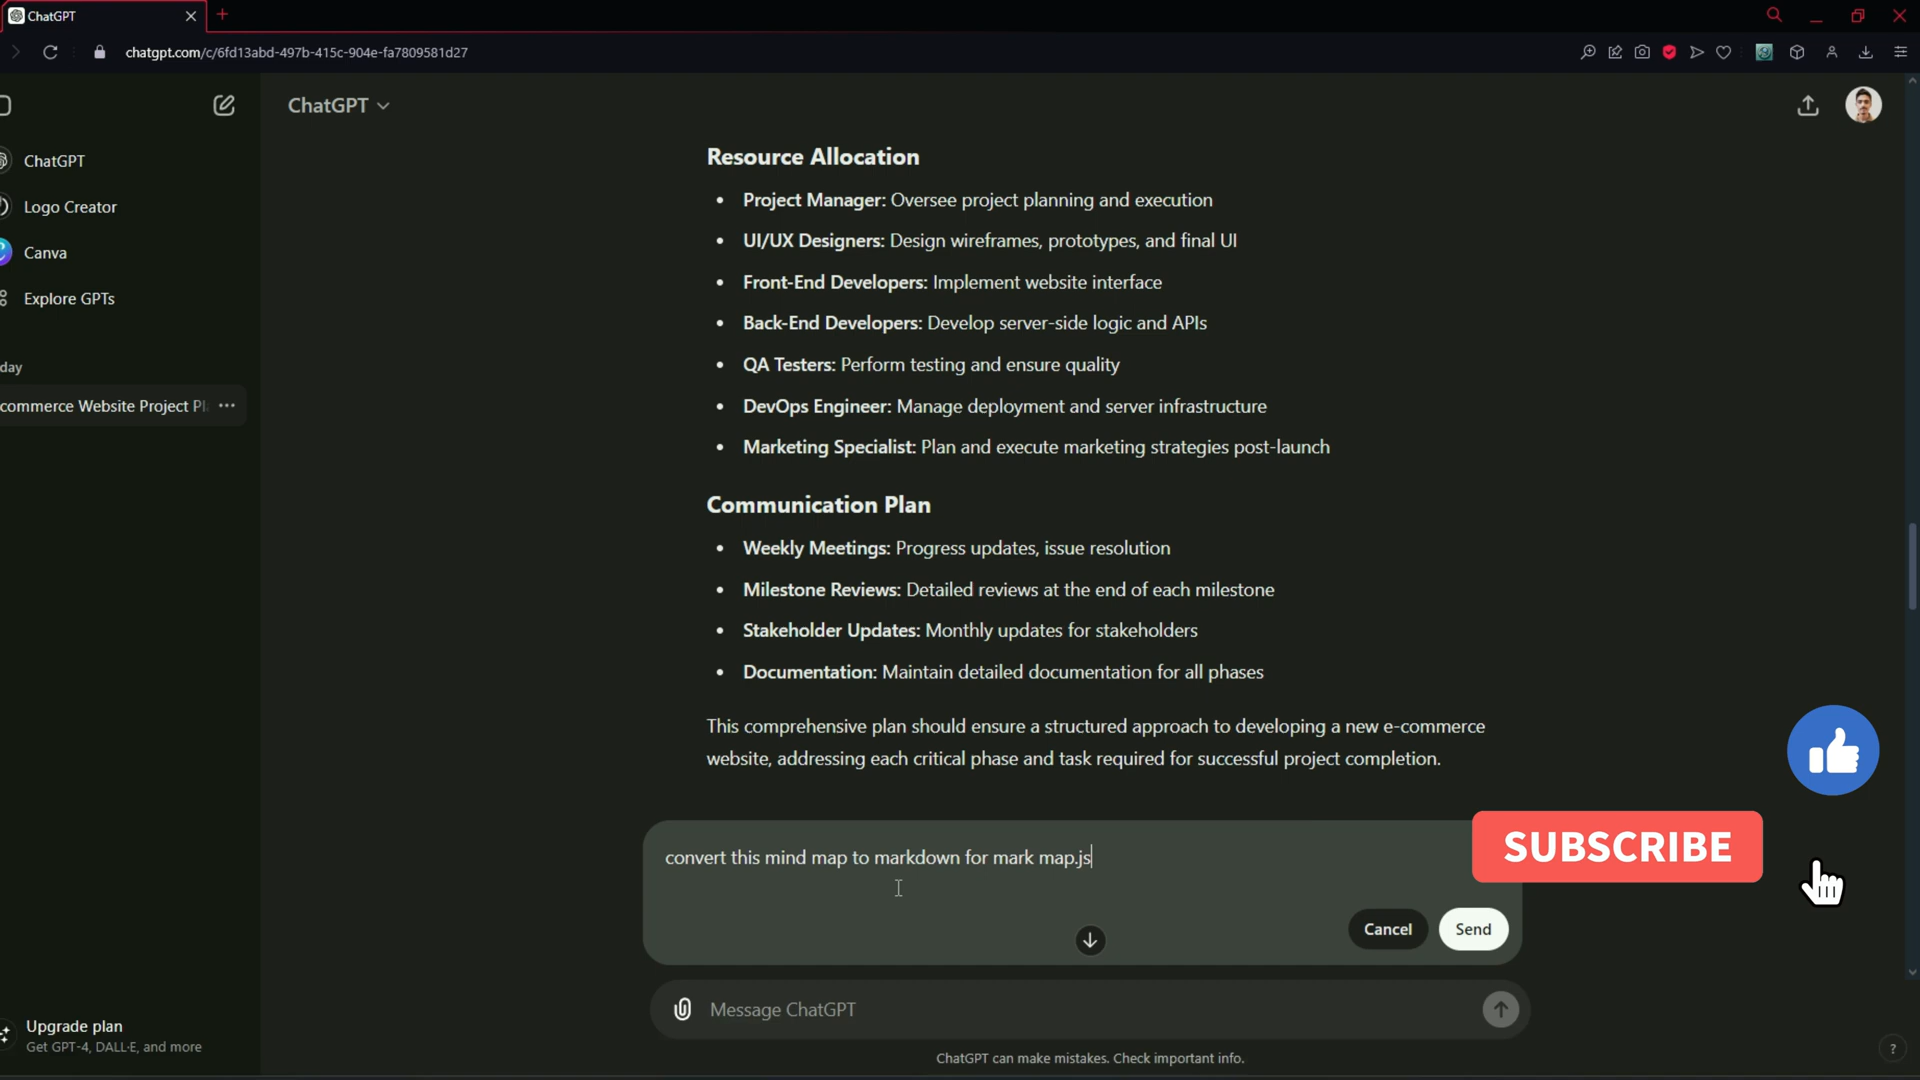 ChatGPT
chatgpt.com/c/6fd13abd-497b-415c-904e-fa7809581d27
ChatGPT
ChatGPT
Logo Creator
Canva
Explore GPTs
day
commerce Website Project Pl
Upgrade plan
Get GPT-4, DALL·E, and more
Resource Allocation
• Project Manager: Oversee project planning and execution
• UI/UX Designers: Design wireframes, prototypes, and final UI
• Front-End Developers: Implement website interface
• Back-End Developers: Develop server-side logic and APIs
• QA Testers: Perform testing and ensure quality
• DevOps Engineer: Manage deployment and server infrastructure
• Marketing Specialist: Plan and execute marketing strategies post-launch
Communication Plan
• Weekly Meetings: Progress updates, issue resolution
• Milestone Reviews: Detailed reviews at the end of each milestone
• Stakeholder Updates: Monthly updates for stakeholders
• Documentation: Maintain detailed documentation for all phases
This comprehensive plan should ensure a structured approach to developing a new e-commerce
website, addressing each critical phase and task required for successful project completion.
convert this mind map to markdown for mark map.js
SUBSCRIBE
Cancel
Send
Message ChatGPT
ChatGPT can make mistakes. Check important info.
?